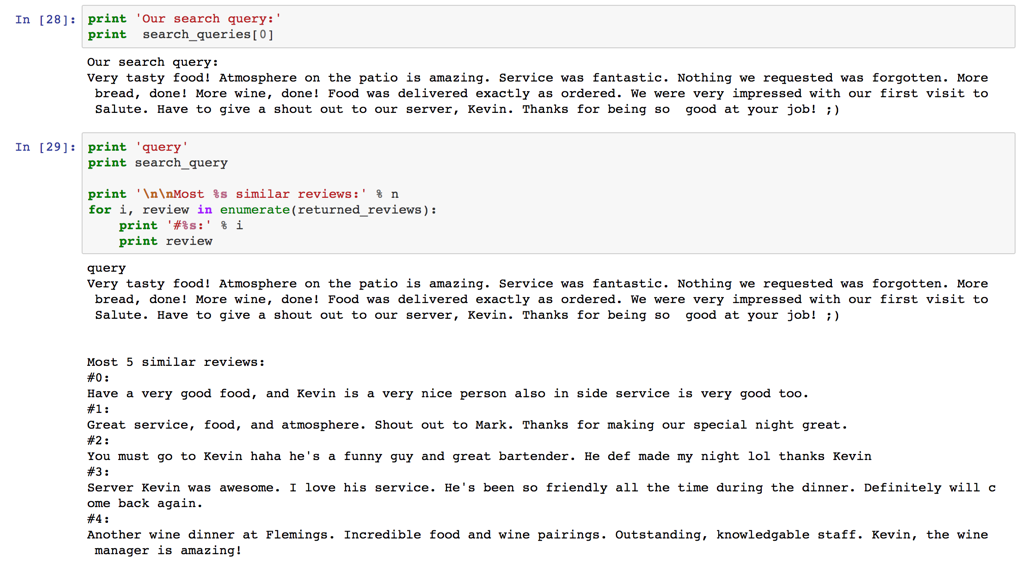 In [28]: print 'Our search query:'
print  search_queries[0]
Our search query:
Very tasty food! Atmosphere on the patio is amazing. Service was fantastic. Nothing we requested was forgotten. More
bread, done! More wine, done! Food was delivered exactly as ordered. We were very impressed with our first visit to
Salute. Have to give a shout out to our server, Kevin. Thanks for being so  good at your job! ;)
In [29]: print 'query'
print search_query
print '\n\nMost %s similar reviews:' % n
for i, review in enumerate(returned_reviews):
    print '#%s:' % i
    print review
query
Very tasty food! Atmosphere on the patio is amazing. Service was fantastic. Nothing we requested was forgotten. More
bread, done! More wine, done! Food was delivered exactly as ordered. We were very impressed with our first visit to
Salute. Have to give a shout out to our server, Kevin. Thanks for being so  good at your job! ;)
Most 5 similar reviews:
#0:
Have a very good food, and Kevin is a very nice person also in side service is very good too.
#1:
Great service, food, and atmosphere. Shout out to Mark. Thanks for making our special night great.
#2:
You must go to Kevin haha he's a funny guy and great bartender. He def made my night lol thanks Kevin
#3:
Server Kevin was awesome. I love his service. He's been so friendly all the time during the dinner. Definitely will c
ome back again.
#4:
Another wine dinner at Flemings. Incredible food and wine pairings. Outstanding, knowledgable staff. Kevin, the wine
manager is amazing!